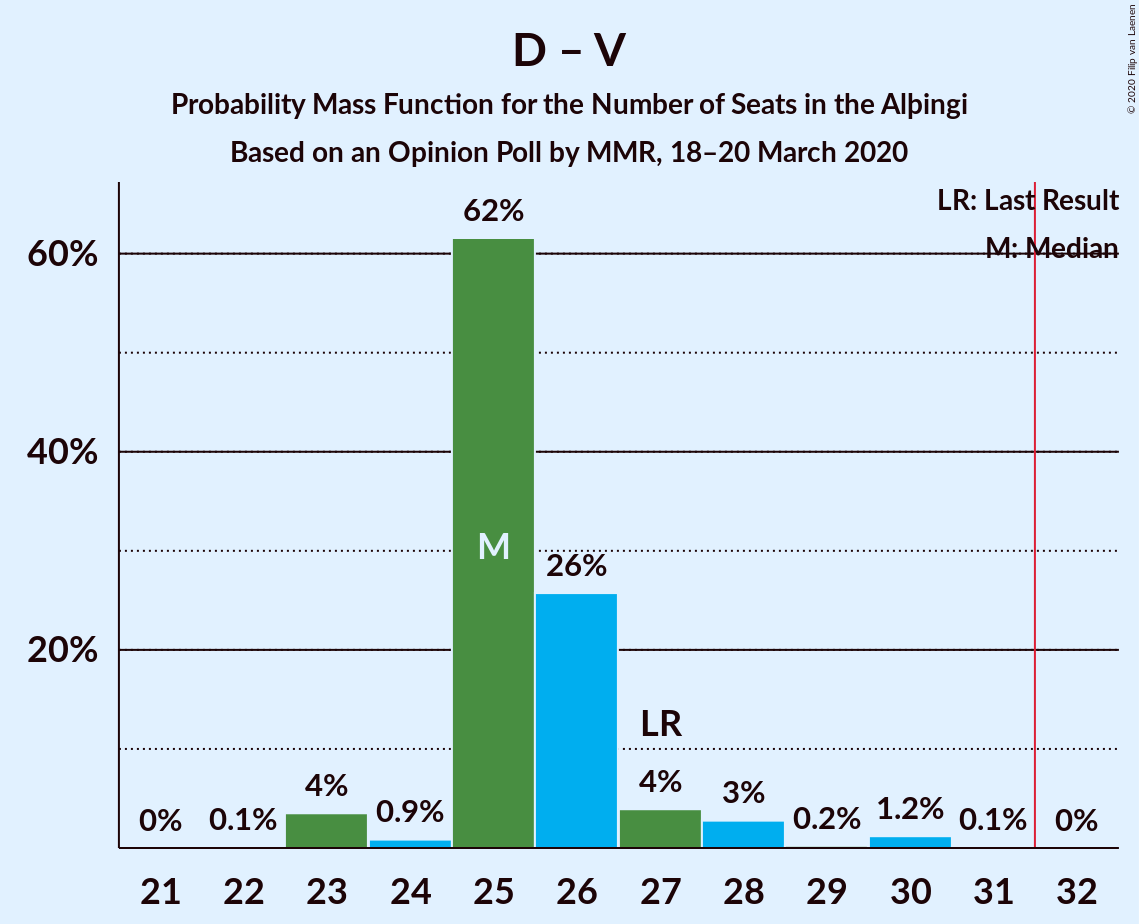 D – V
Probability Mass Function for the Number of Seats in the Alþingi
Based on an Opinion Poll by MMR, 18–20 March 2020
© 2020 Filip van Laenen
LR: Last Result
M: Median
60%
40%
20%
0%
0.1%
4%
0.9%
62%
M
26%
LR
4%
3%
0.2%
1.2%
0.1%
0%
21 22 23 24 25 26 27 28 29 30 31 32